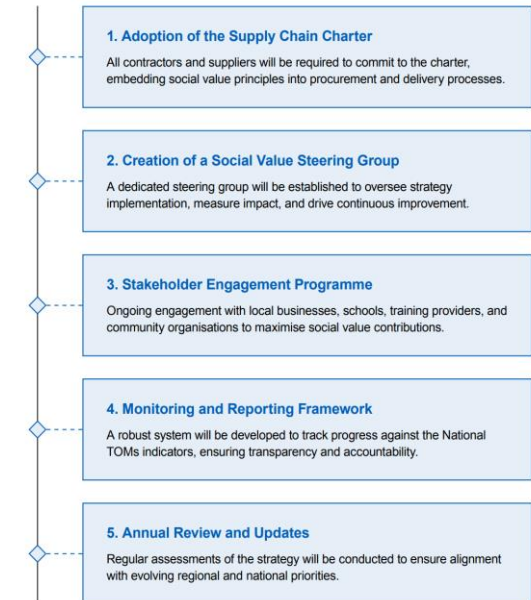 1. Adoption of the Supply Chain Charter
All contractors and suppliers will be required to commit to the charter,
embedding social value principles into procurement and delivery processes.
2. Creation of a Social Value Steering Group
A dedicated steering group will be established to oversee strategy
implementation, measure impact, and drive continuous improvement.
3. Stakeholder Engagement Programme
Ongoing engagement with local businesses, schools, training providers, and
community organisations to maximise social value contributions.
4. Monitoring and Reporting Framework
A robust system will be developed to track progress against the National
TOMs indicators, ensuring transparency and accountability.
5. Annual Review and Updates
Regular assessments of the strategy will be conducted to ensure alignment
with evolving regional and national priorities.